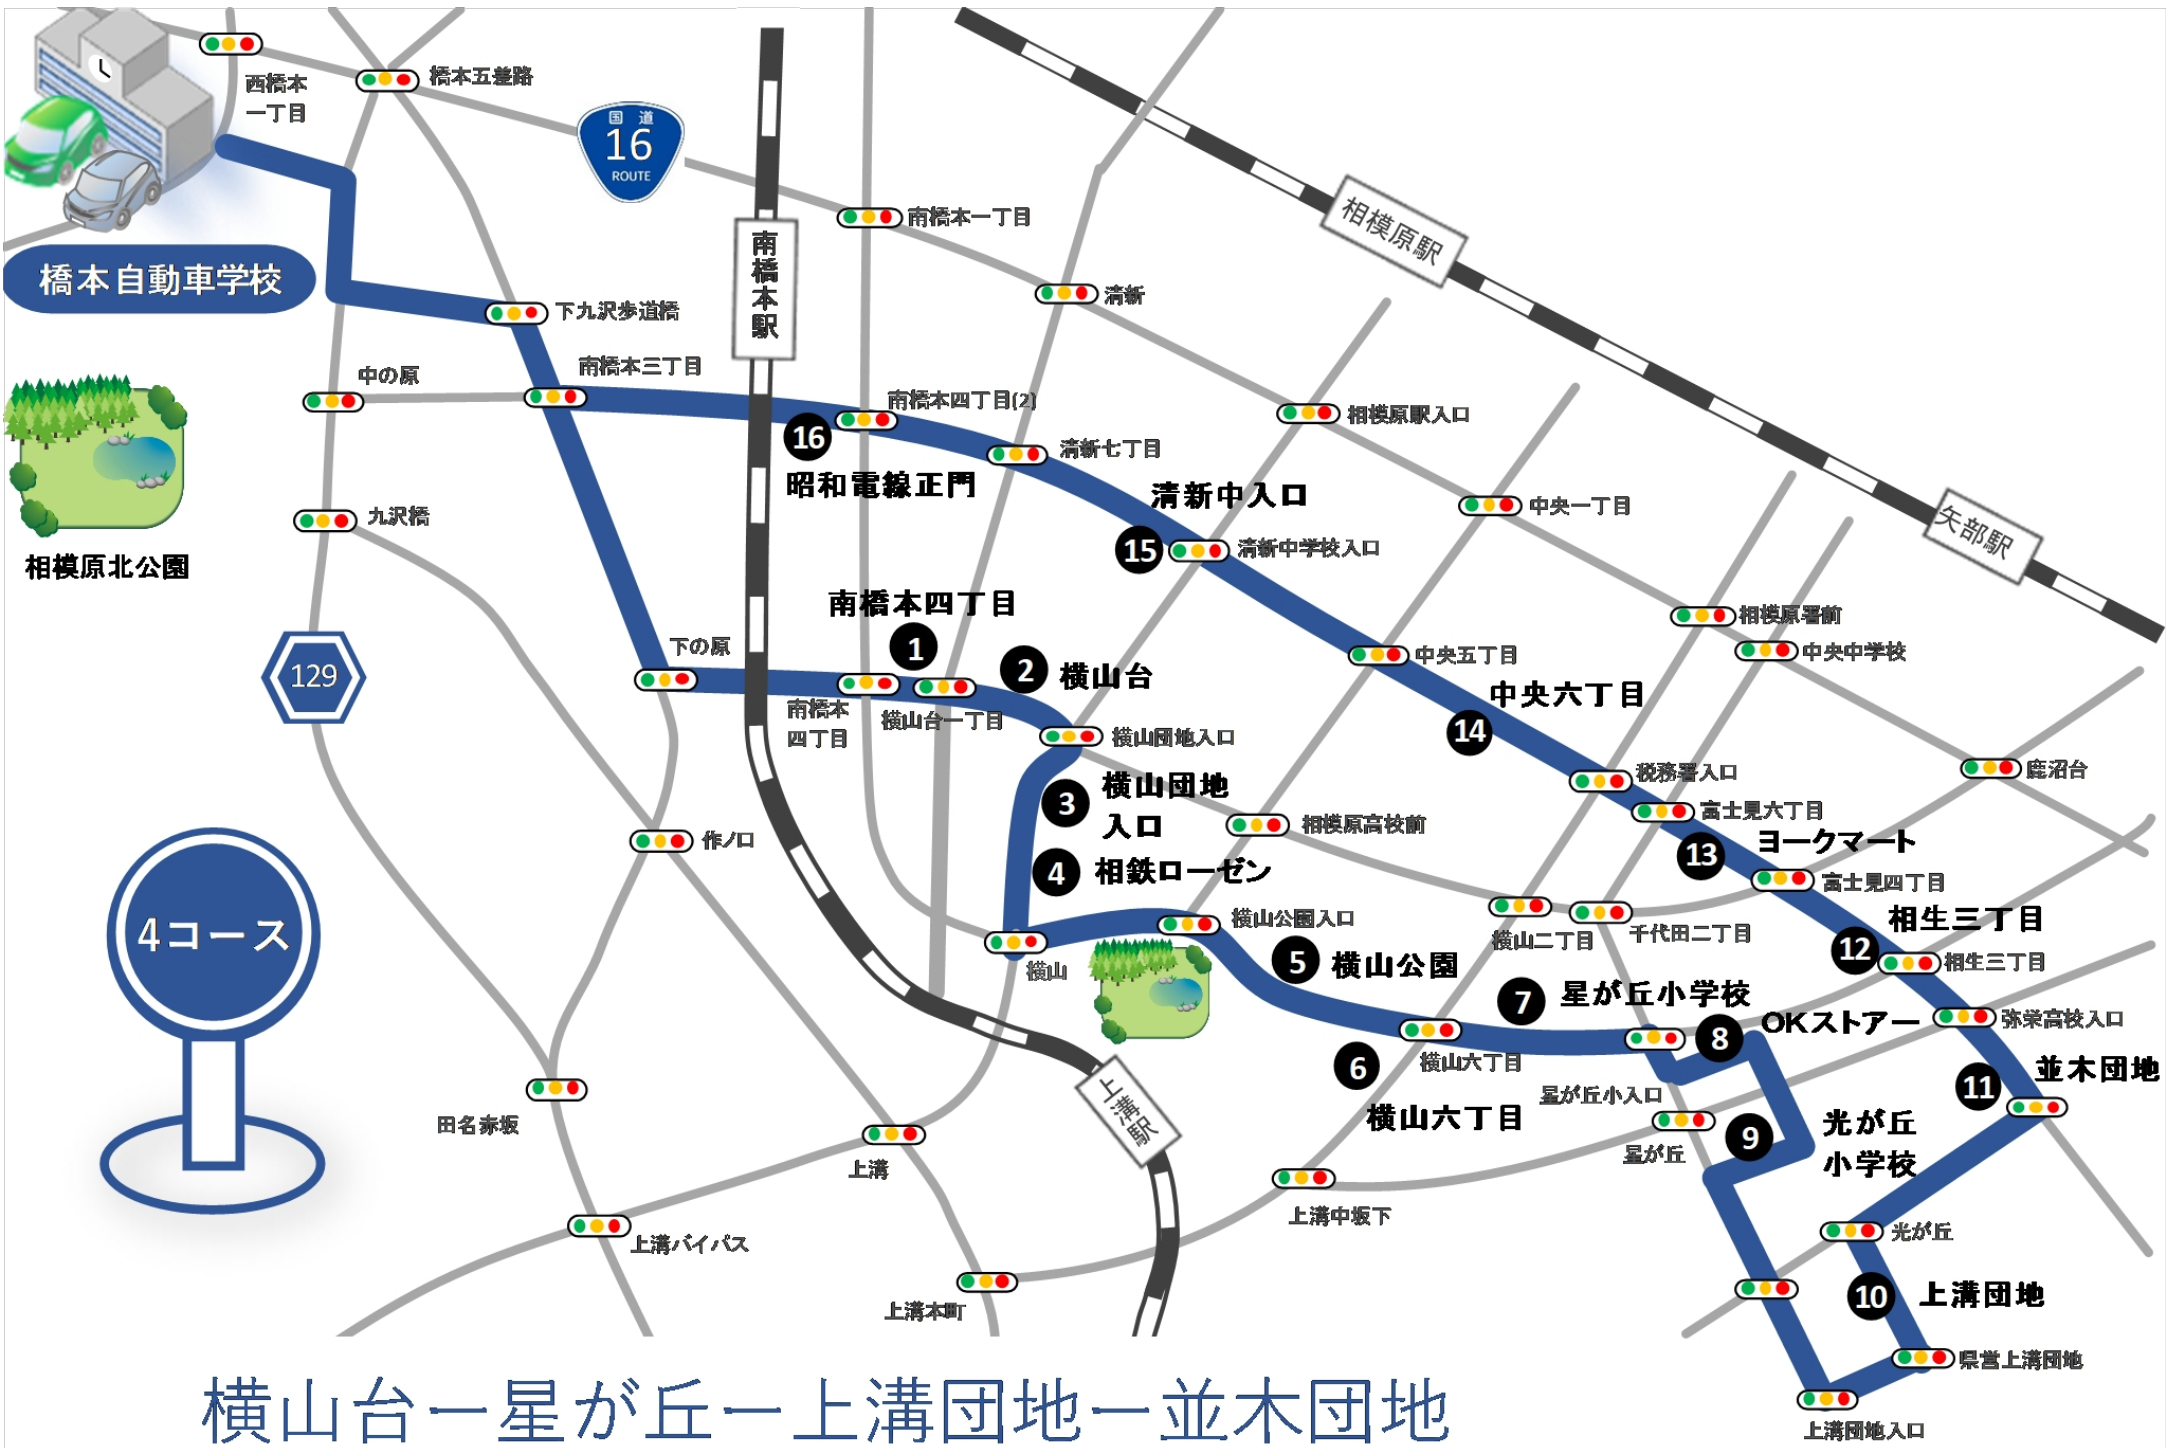 西橋本
一丁目
橋本五差路
国道
16
ROUTE
橋本自動車学校
南橋本駅
南橋本一丁目
清新
相模原駅
下九沢歩道橋
中の原
南橋本三丁目
南橋本四丁目(2)
16
昭和電線正門
清新七丁目
相模原駅入口
清新中入口
15
清新中学校入口
中央一丁目
矢部駅
九沢橋
相模原北公園
129
下の原
南橋本四丁目
1
2
横山台
南橋本
四丁目
横山台一丁目
横山団地入口
中央五丁目
中央六丁目
14
相模原署前
中央中学校
3
横山団地
入口
4
相鉄ローゼン
相模原高校前
税務署入口
富士見六丁目
13
ヨークマート
鹿沼台
富士見四丁目
作ノ口
4コース
横山
横山公園入口
5
横山公園
横山二丁目
千代田二丁目
相生三丁目
12
相生三丁目
7
星が丘小学校
8
OKストアー
弥栄高校入口
6
横山六丁目
横山六丁目
星が丘小入口
11
並木団地
上溝駅
田名赤坂
上溝
星が丘
9
光が丘
小学校
上溝中坂下
光が丘
上溝バイパス
上溝本町
10
上溝団地
県営上溝団地
上溝団地入口
横山台ー星が丘ー上溝団地ー並木団地